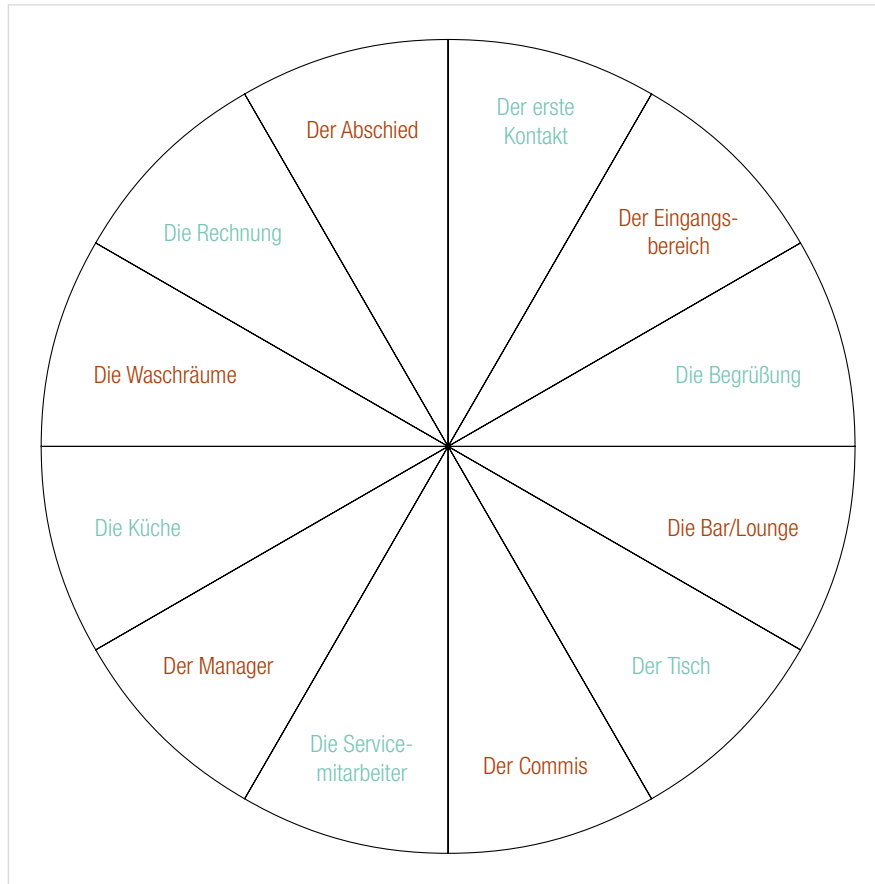 Der erste
Kontakt
Der Eingangs-
bereich
Die Begrüßung
Die Bar/Lounge
Der Tisch
Der Commis
Die Service-
mitarbeiter
Der Manager
Die Küche
Die Waschräume
Die Rechnung
Der Abschied